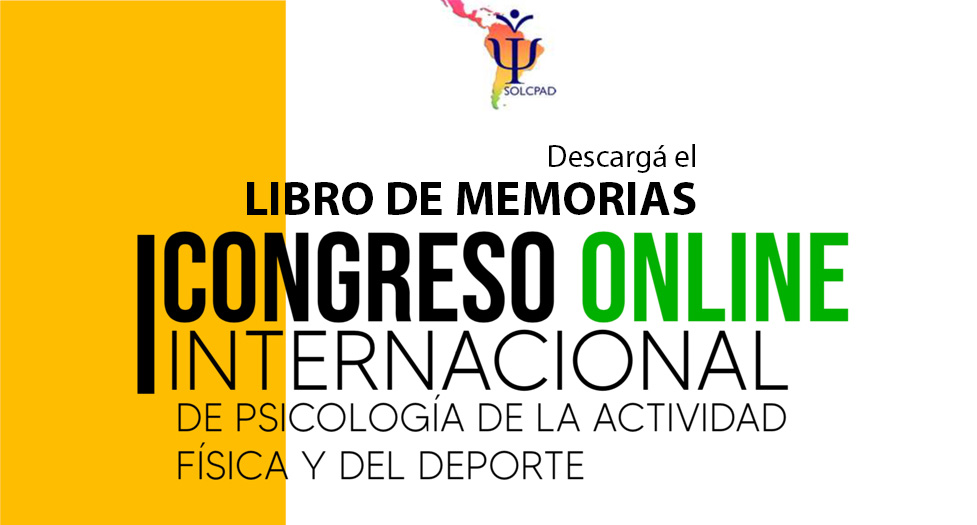 SOLCPAD
Descargá el
LIBRO DE MEMORIAS
I CONGRESO ONLINE
INTERNACIONAL
DE PSICOLOGÍA DE LA ACTIVIDAD
FÍSICA Y DEL DEPORTE